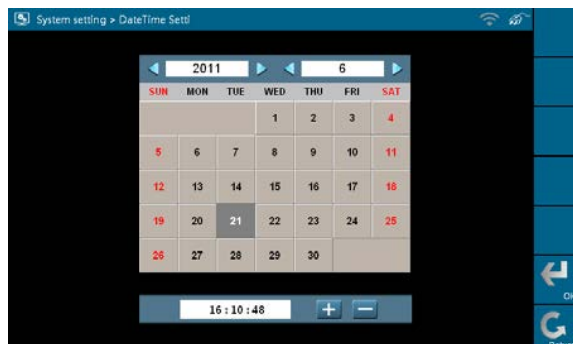 System setting > DateTime Setti
2011 6
SUN MON TUE WED THU FRI SAT
1 2 3 4
5 6 7 8 9 10 11
12 13 14 15 16 17 18
19 20 21 22 23 24 25
26 27 28 29 30
16 : 10 : 48 + −